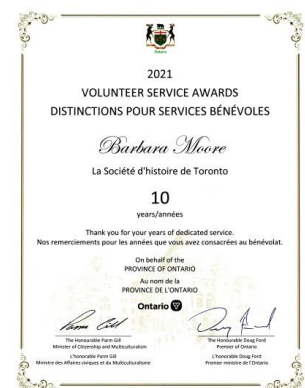 Ontario
2021
VOLUNTEER SERVICE AWARDS
DISTINCTIONS POUR SERVICES BÉNÉVOLES
Barbara Moore
La Société d'histoire de Toronto
10
years/années
Thank you for your years of dedicated service.
Nos remerciements pour les années que vous avez consacrées au bénévolat.
On behalf of the
PROVINCE OF ONTARIO
Au nom de la
PROVINCE DE L'ONTARIO
Ontario
The Honourable Parm Gill
Minister of Citizenship and Multiculturalism
L'honorable Parm Gill
Ministre des Affaires civiques et du Multiculturalisme
The Honourable Doug Ford
Premier of Ontario
L'honorable Doug Ford
Premier ministre de l'Ontario